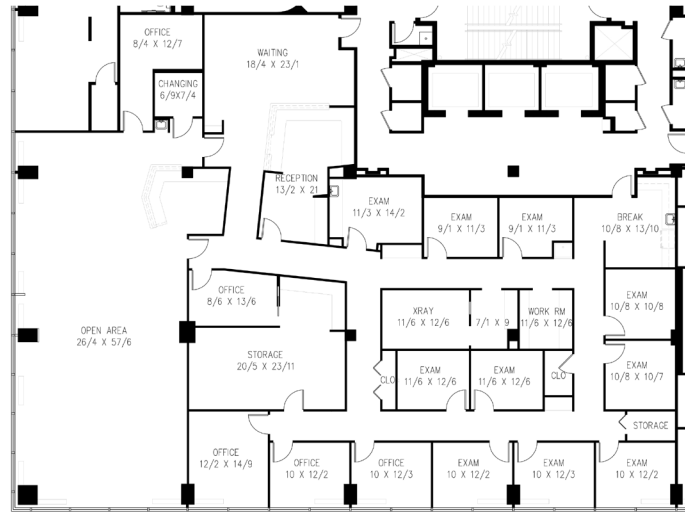 OFFICE
8/4 X 12/7
WAITING
18/4 X 23/1
CHANGING
6/9X7/4
RECEPTION
13/2 X 21
EXAM
11/3 X 14/2
EXAM
9/1 X 11/3
EXAM
9/1 X 11/3
BREAK
10/8 X 13/10
OFFICE
8/6 X 13/6
OPEN AREA
26/4 X 57/6
XRAY
11/6 X 12/6
7/1 X 9
WORK RM
11/6 X 12/6
EXAM
10/8 X 10/8
STORAGE
20/5 X 23/11
CLO
EXAM
11/6 X 12/6
EXAM
11/6 X 12/6
CLO
EXAM
10/8 X 10/7
STORAGE
OFFICE
12/2 X 14/9
OFFICE
10 X 12/2
OFFICE
10 X 12/3
EXAM
10 X 12/2
EXAM
10 X 12/3
EXAM
10 X 12/2